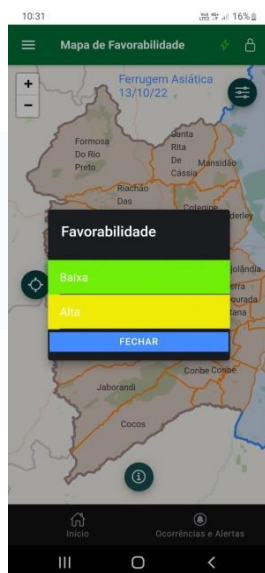 10:31
16%
Mapa de Favorabilidade
+
Ferrugem Asiática
13/10/22
−
Formosa
Do Rio
Preto
Santa
Rita
De
Cássia
Mansidão
Riachão
Das
Cotegipe
Favorabilidade
Baixa
Alta
FECHAR
Coribe
Jaborandi
Cocos
Início
Ocorrências e Alertas